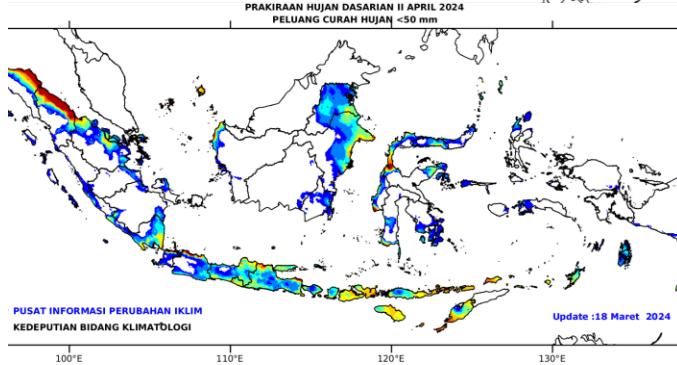 PRAKIRAAN HUJAN DASARIAN II APRIL 2024
PELUANG CURAH HUJAN <50 mm
PUSAT INFORMASI PERUBAHAN IKLIM
KEDEPUTIAN BIDANG KLIMATOLOGI
Update :18 Maret 2024
100°E 110°E 120°E 130°E